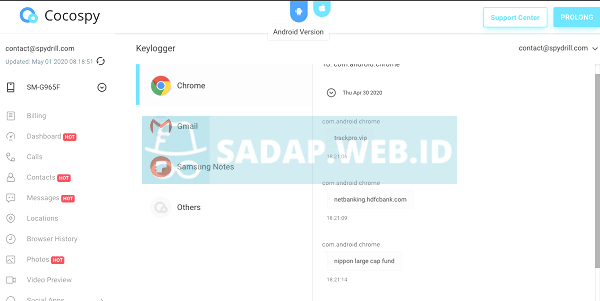 Cocospy
Android Version
Support Center
PROLONG
contact@spydrill.com
Updated: May 01 2020 08:18:51
Keylogger
contact@spydrill.com
SM-G965F
Billing
Dashboard HOT
Calls
Contacts HOT
Messages HOT
Locations
Browser History
Photos HOT
Video Preview
Social Apps
Chrome
Gmail
Samsung Notes
Others
SADAP.WEB.ID
To: com.android.chrome
Thu Apr 30 2020
com.android.chrome
trackpro.vip
com.android.chrome
netbanking.hdfcbank.com
18:21:09
com.android.chrome
nippon large cap fund
18:21:14